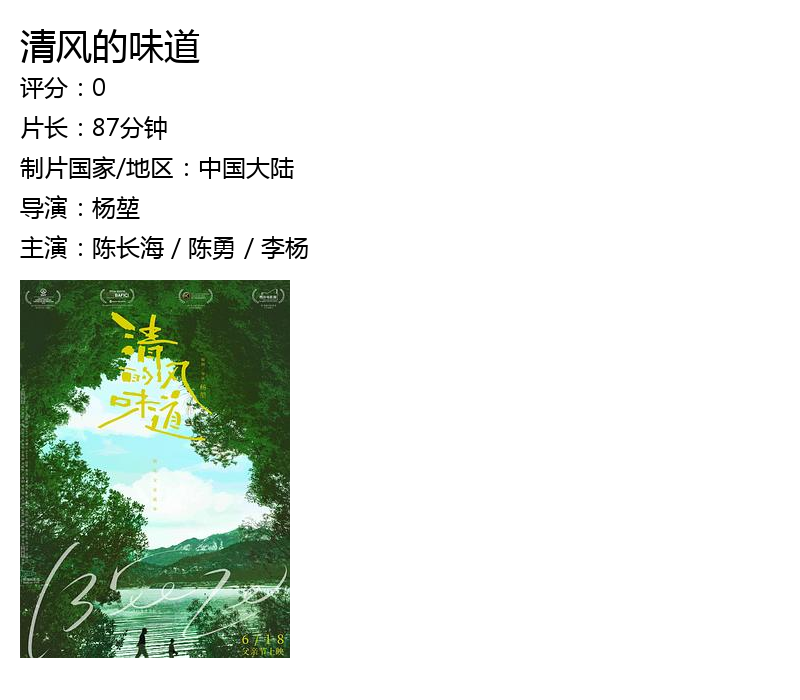 清风的味道
评分：0
片长：87分钟
制片国家/地区：中国大陆
导演：杨堃
主演：陈长海 / 陈勇 / 李杨
BAFICI
清风
的
味道
Breeze
6/18
父亲节上映